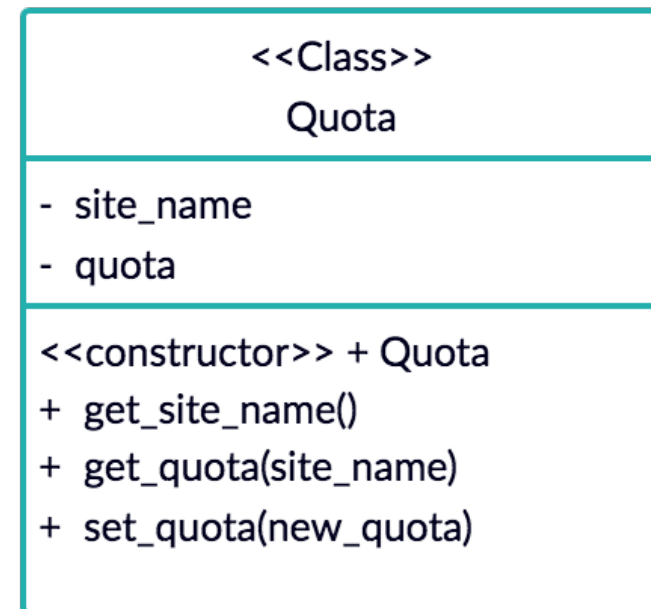 <<Class>>
Quota
- site_name
- quota
<<constructor>> + Quota
+ get_site_name()
+ get_quota(site_name)
+ set_quota(new_quota)